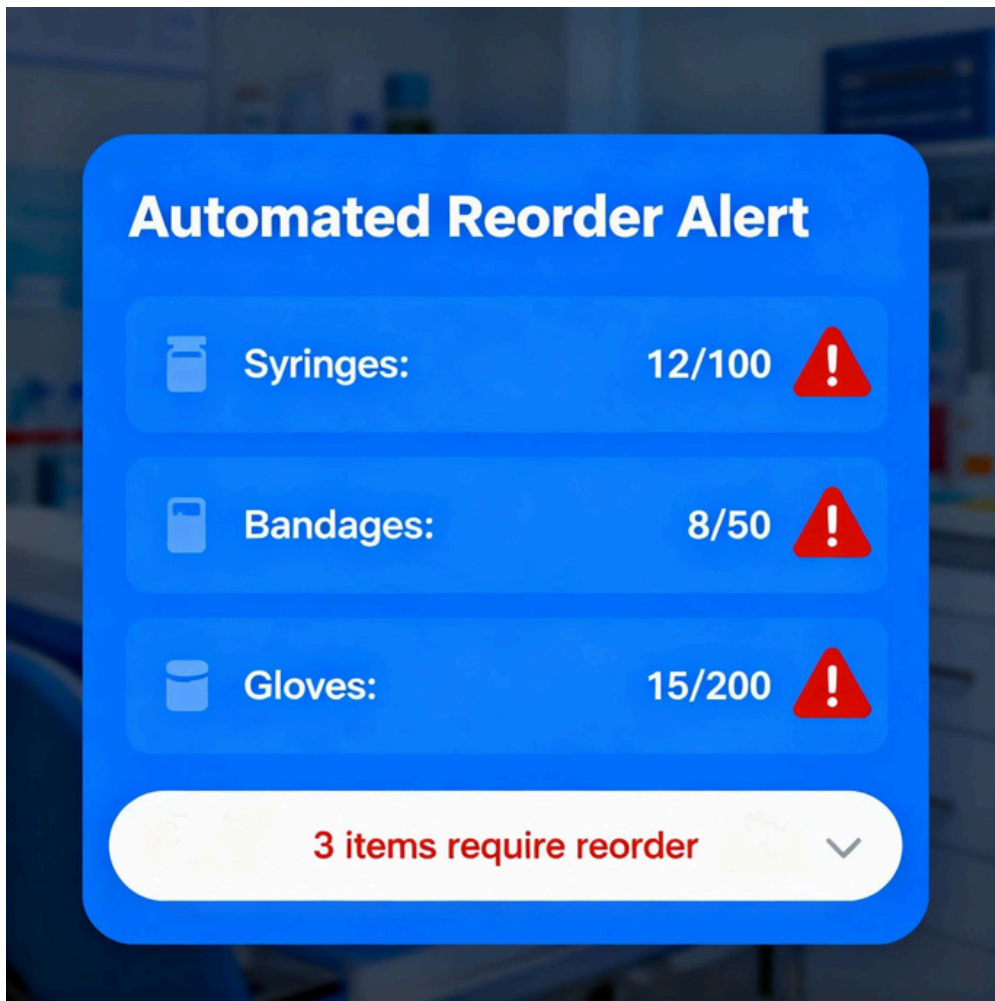 Automated Reorder Alert
Syringes: 12/100
Bandages: 8/50
Gloves: 15/200
3 items require reorder